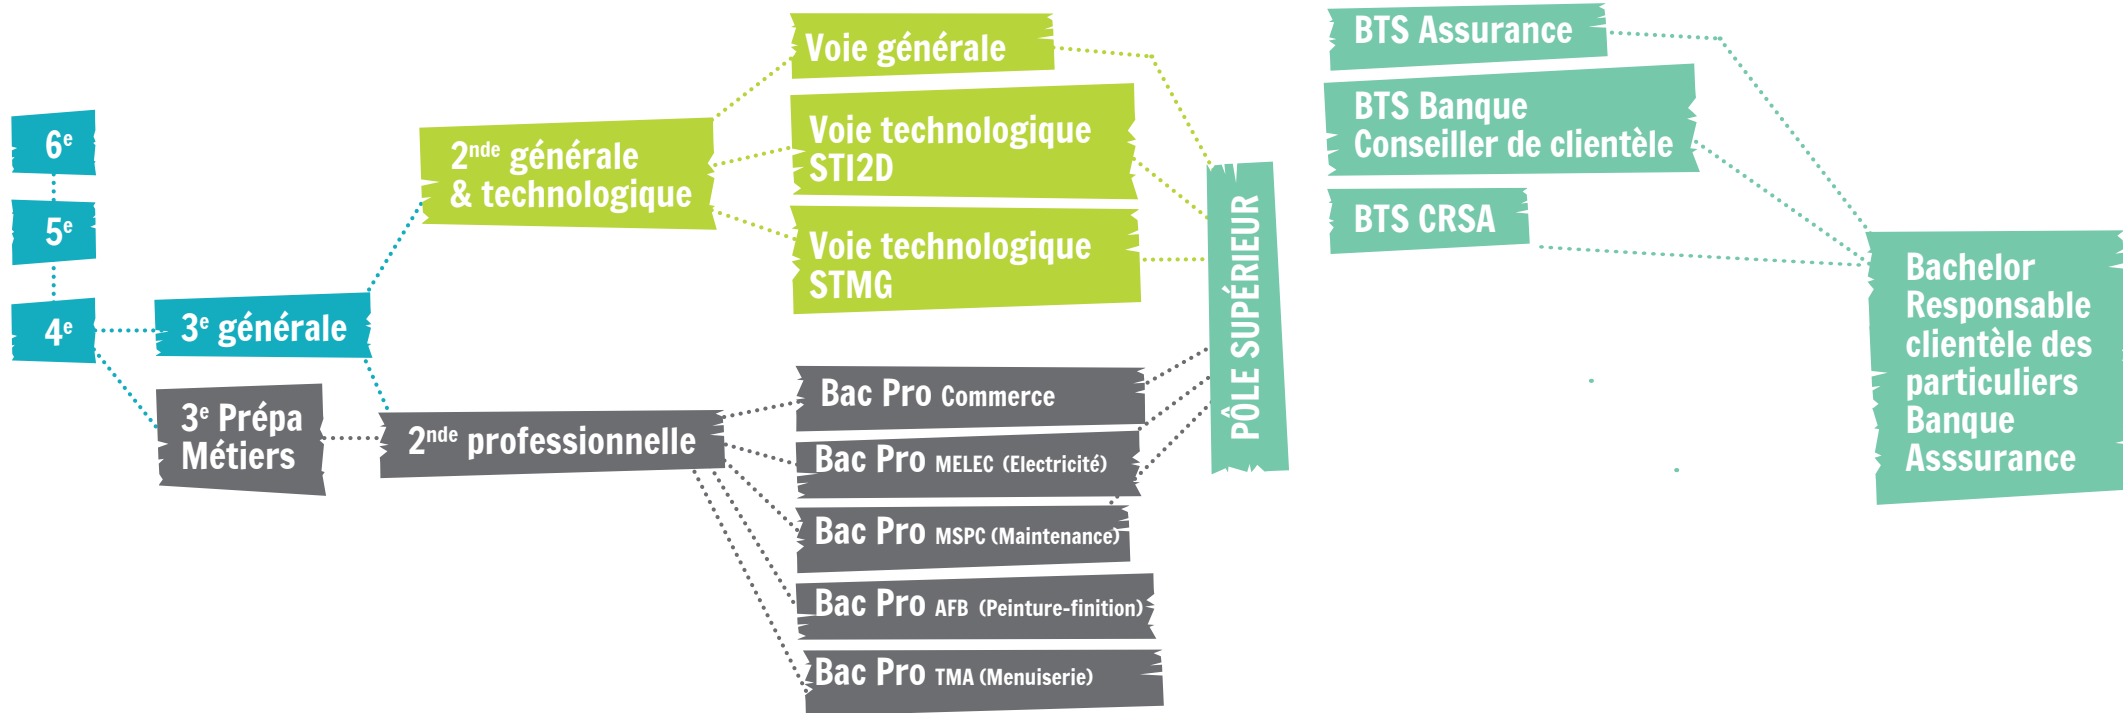 6e
5e
4e
3e générale
3e Prépa
Métiers
2nde générale
& technologique
2nde professionnelle
Voie générale
Voie technologique
STI2D
Voie technologique
STMG
Bac Pro Commerce
Bac Pro MELEC (Electricité)
Bac Pro MSPC (Maintenance)
Bac Pro AFB (Peinture-finition)
Bac Pro TMA (Menuiserie)
PÔLE SUPÉRIEUR
BTS Assurance
BTS Banque
Conseiller de clientèle
BTS CRSA
Bachelor
Responsable
clientèle des
particuliers
Banque
Asssurance